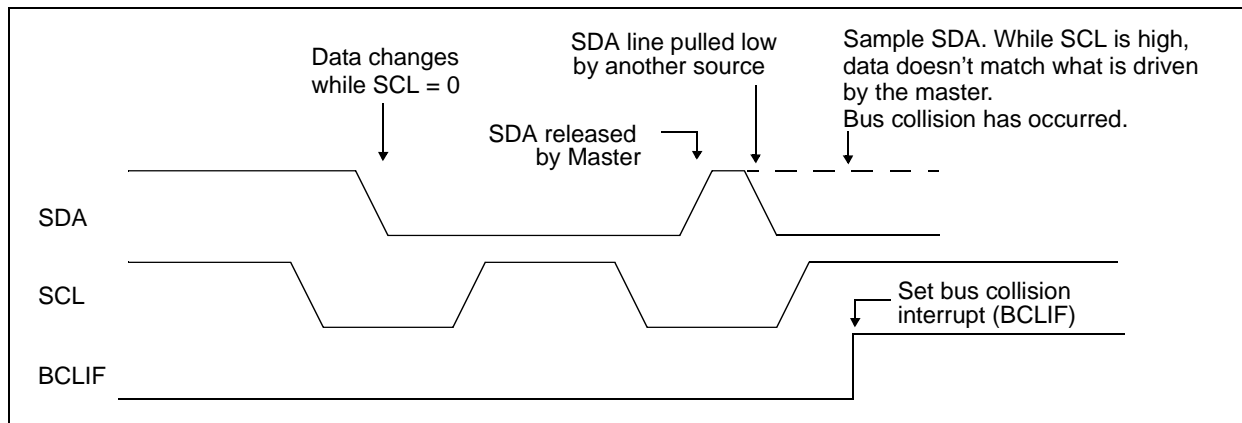 Data changes
while SCL = 0
SDA line pulled low
by another source
Sample SDA. While SCL is high,
data doesn't match what is driven
by the master.
Bus collision has occurred.
SDA released
by Master
SDA
SCL
Set bus collision
interrupt (BCLIF)
BCLIF